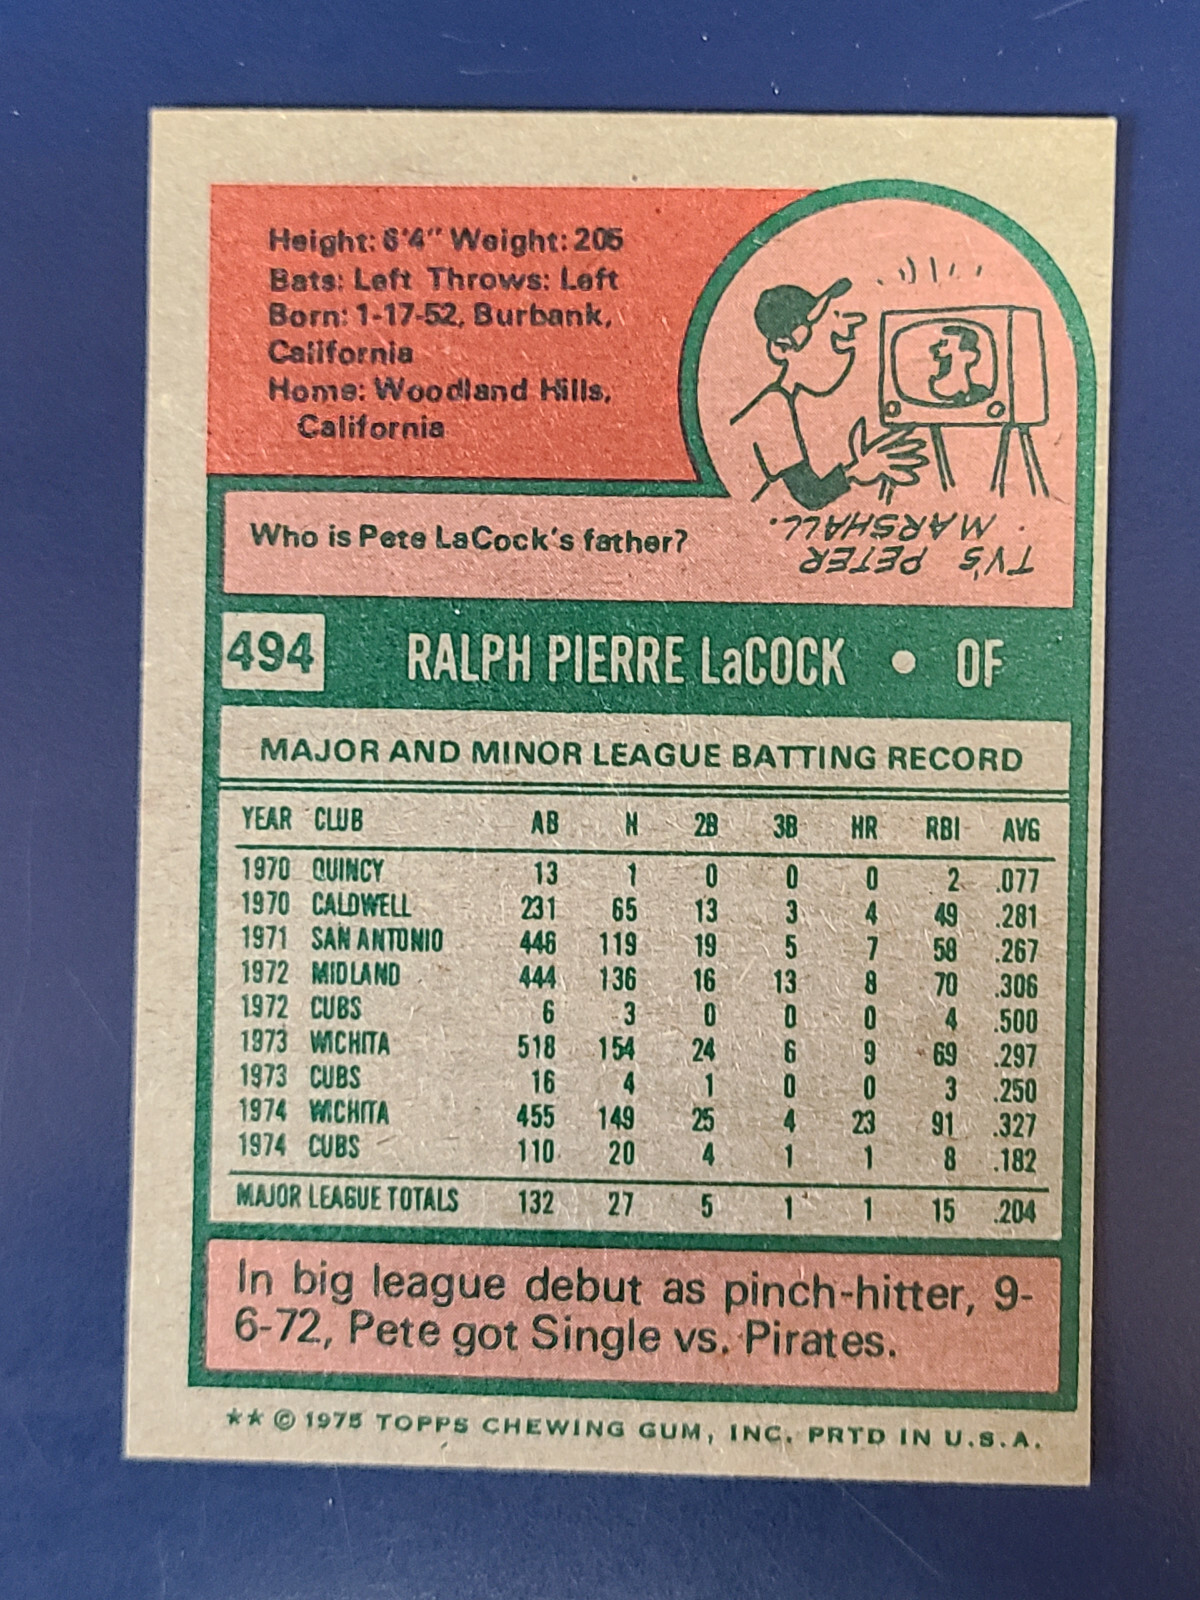 Height: 6'4" Weight: 205
Bats: Left Throws: Left
Born: 1-17-52, Burbank,
California
Home: Woodland Hills,
California
Who is Pete LaCock's father?
TV'S PETER
MARSHALL.
494 RALPH PIERRE LaCOCK • OF
MAJOR AND MINOR LEAGUE BATTING RECORD
YEAR CLUB AB H 2B 3B HR RBI AVG
1970 QUINCY 13 1 0 0 0 2 .077
1970 CALDWELL 231 65 13 3 4 49 .281
1971 SAN ANTONIO 446 119 19 5 7 58 .267
1972 MIDLAND 444 136 16 13 8 70 .306
1972 CUBS 6 3 0 0 0 4 .500
1973 WICHITA 518 154 24 6 9 69 .297
1973 CUBS 16 4 1 0 0 3 .250
1974 WICHITA 455 149 25 4 23 91 .327
1974 CUBS 110 20 4 1 1 8 .182
MAJOR LEAGUE TOTALS 132 27 5 1 1 15 .204
In big league debut as pinch-hitter, 9-
6-72, Pete got Single vs. Pirates.
** © 1975 TOPPS CHEWING GUM, INC. PRTD IN U.S.A.